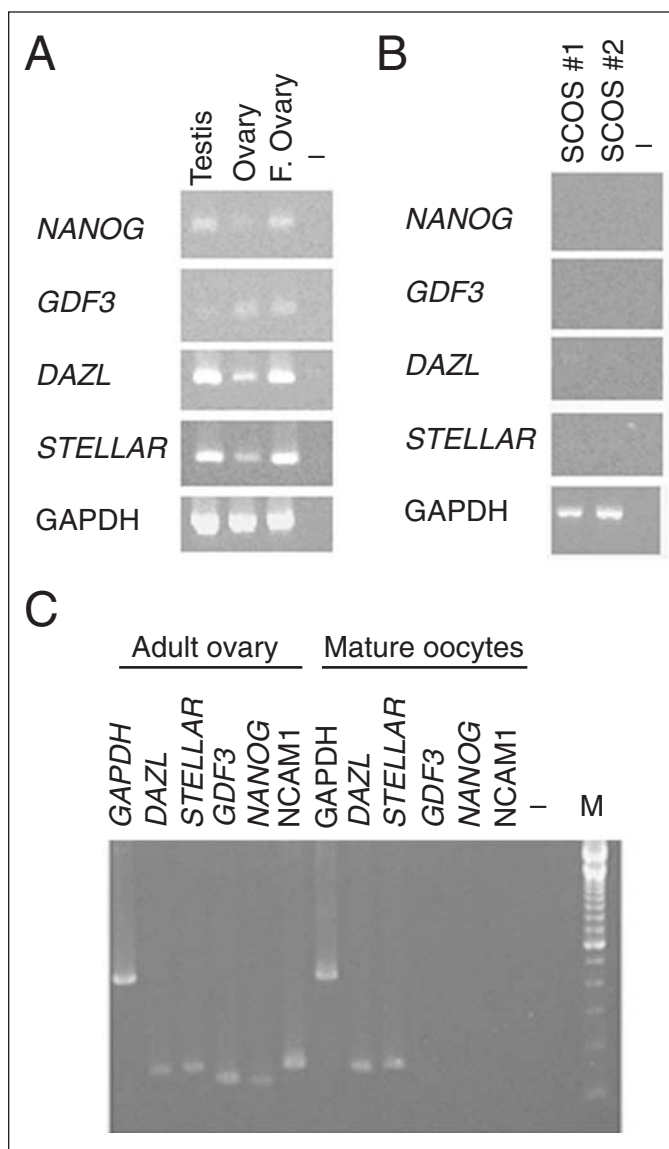 A
Testis Ovary F. Ovary –
NANOG
GDF3
DAZL
STELLAR
GAPDH
B
SCOS #1 SCOS #2 –
NANOG
GDF3
DAZL
STELLAR
GAPDH
C
Adult ovary Mature oocytes
GAPDH DAZL STELLAR GDF3 NANOG NCAM1 GAPDH DAZL STELLAR GDF3 NANOG NCAM1 – M